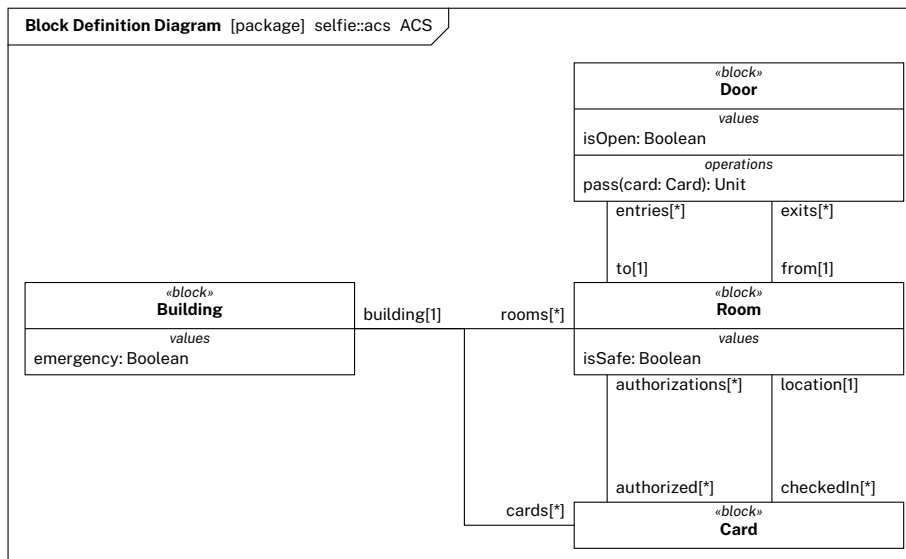 Block Definition Diagram [package] selfie::acs ACS
«block»
Door
values
isOpen: Boolean
operations
pass(card: Card): Unit
entries[*] exits[*]
to[1] from[1]
«block»
Building
values
emergency: Boolean
building[1] rooms[*]
«block»
Room
values
isSafe: Boolean
authorizations[*] location[1]
authorized[*] checkedIn[*]
cards[*]
«block»
Card